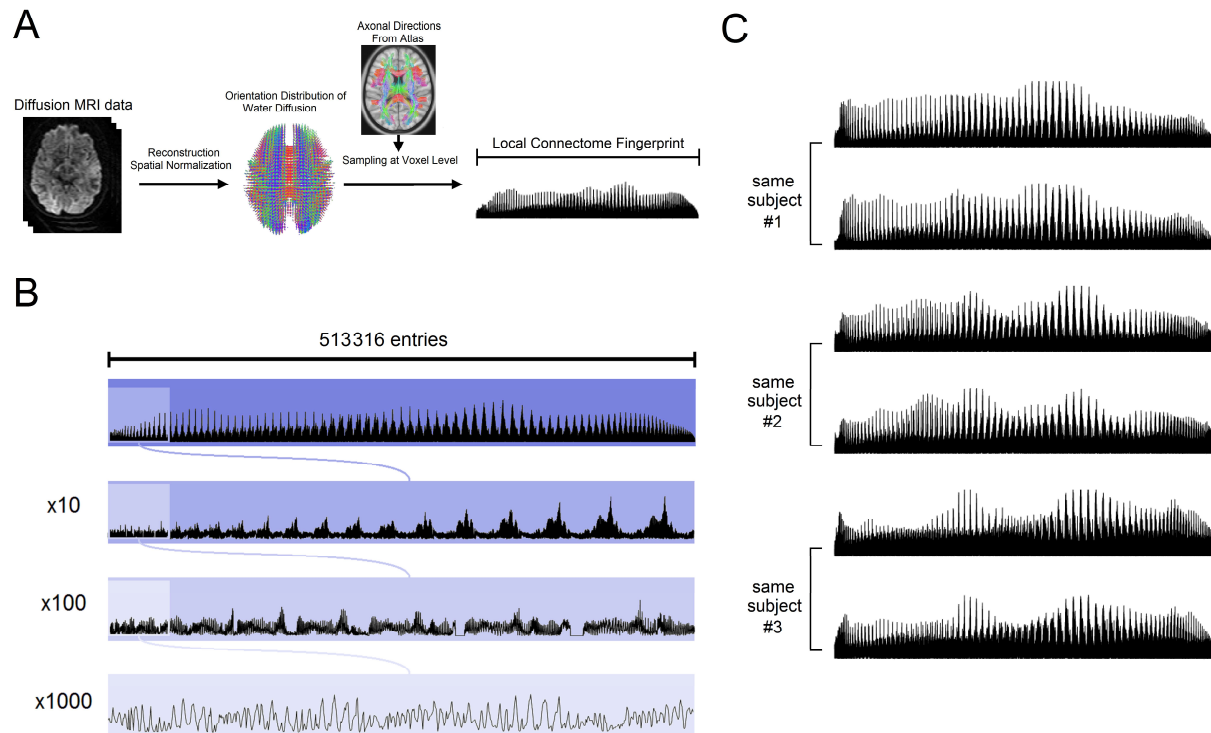 A
Diffusion MRI data
Reconstruction
Spatial Normalization
Orientation Distribution of
Water Diffusion
Axonal Directions
From Atlas
Sampling at Voxel Level
Local Connectome Fingerprint
B
513316 entries
x10
x100
x1000
C
same
subject
#1
same
subject
#2
same
subject
#3